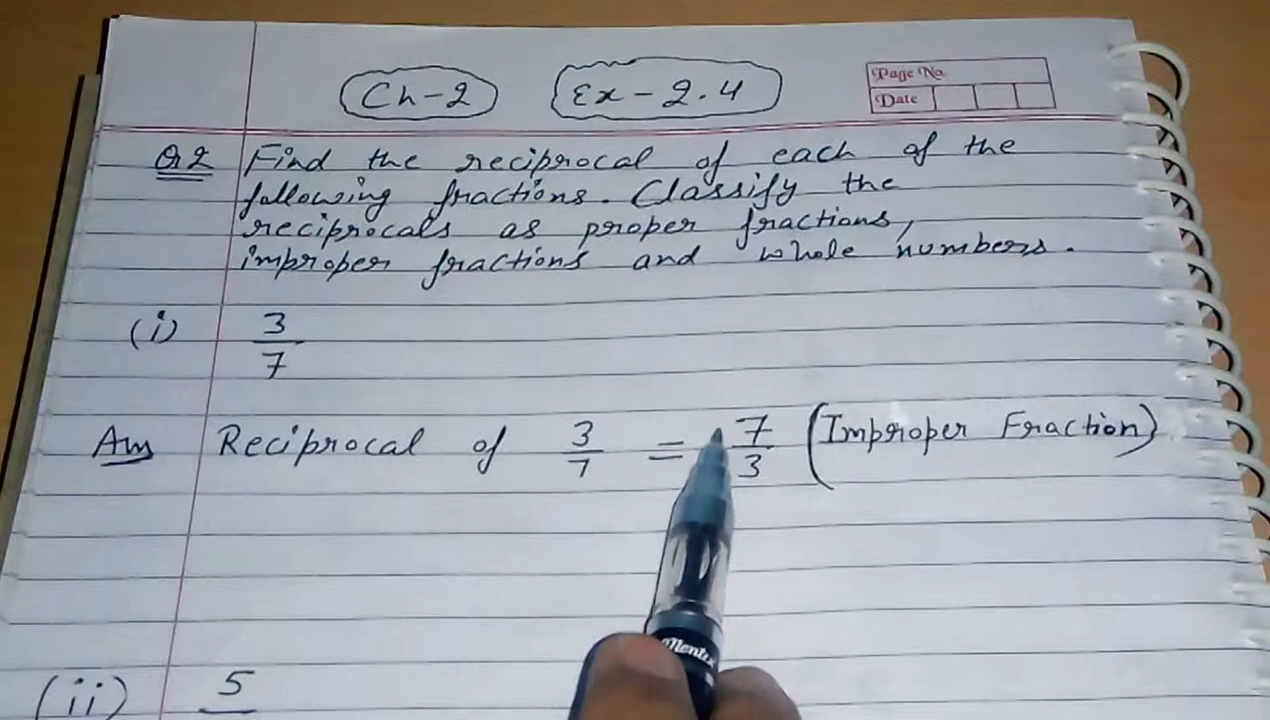 Ch-2 Ex-2.4
Page No.
Date
Q2 Find the reciprocal of each of the
following fractions. Classify the
reciprocals as proper fractions,
improper fractions and whole numbers.
(i) 3/7
Ans Reciprocal of 3/7 = 7/3 (Improper Fraction)
(ii) 5